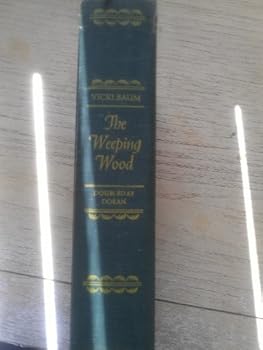 VICKI BAUM
The
Weeping
Wood
DOUBLEDAY
DORAN